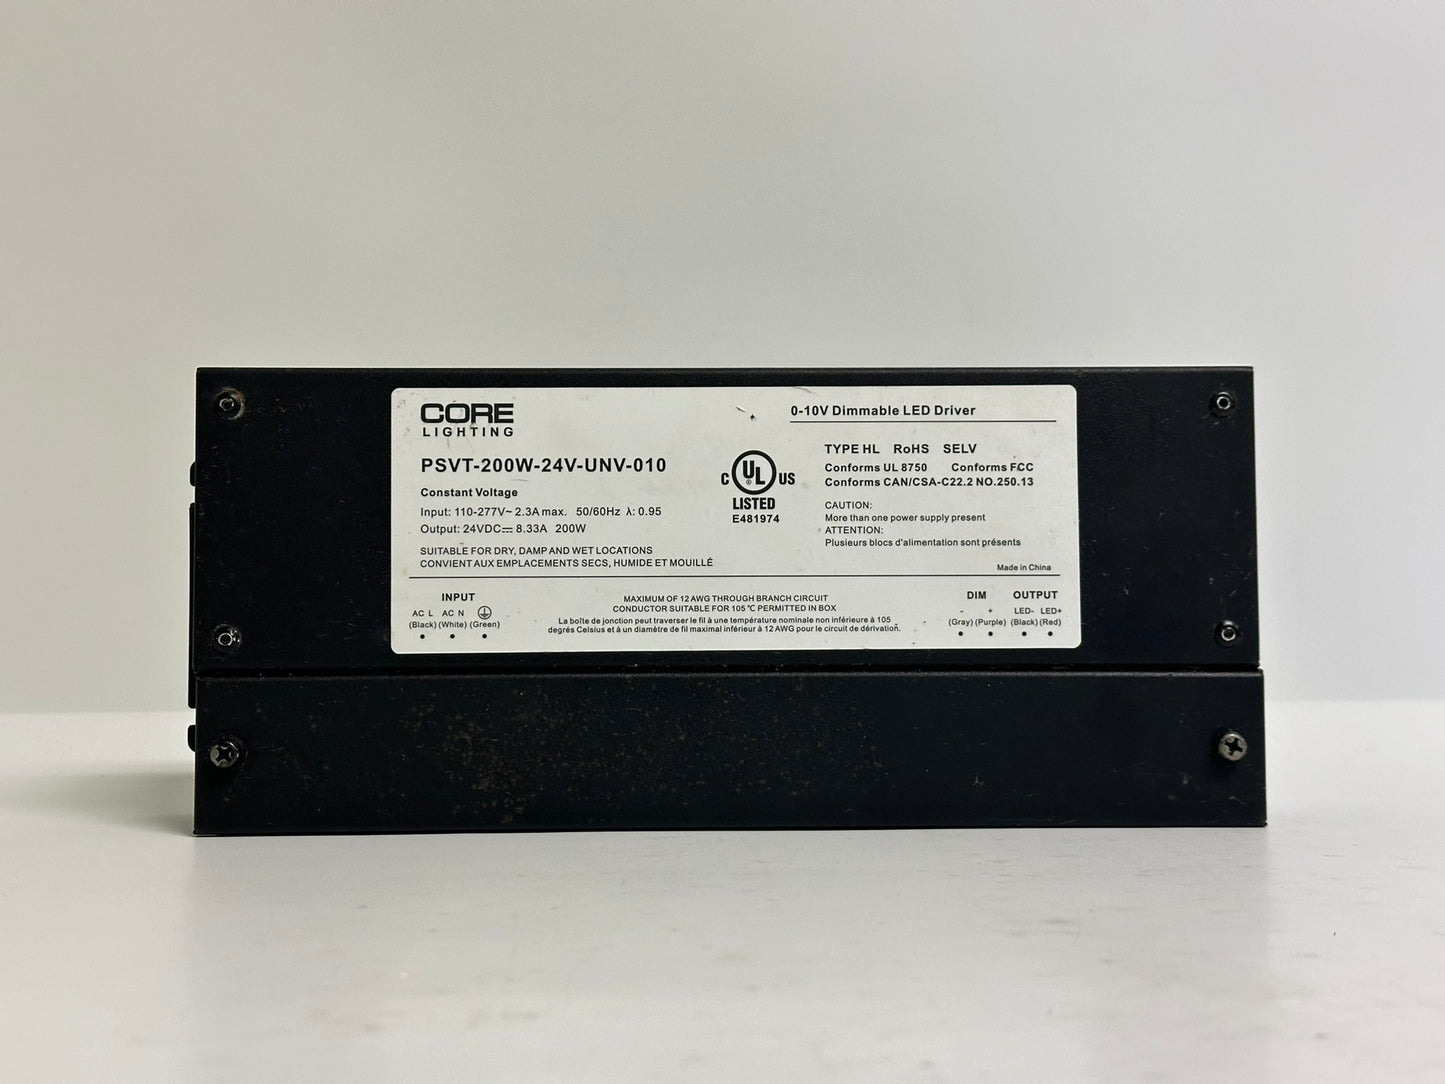 CORE
LIGHTING
0-10V Dimmable LED Driver
PSVT-200W-24V-UNV-010
Constant Voltage
Input: 110-277V~ 2.3A max. 50/60Hz λ: 0.95
Output: 24VDC⎓ 8.33A 200W
SUITABLE FOR DRY, DAMP AND WET LOCATIONS
CONVIENT AUX EMPLACEMENTS SECS, HUMIDE ET MOUILLÉ
C UL US
®
LISTED
E481974
TYPE HL RoHS SELV
Conforms UL 8750 Conforms FCC
Conforms CAN/CSA-C22.2 NO.250.13
CAUTION:
More than one power supply present
ATTENTION:
Plusieurs blocs d'alimentation sont présents
Made in China
INPUT
AC L AC N
(Black) (White) (Green)
MAXIMUM OF 12 AWG THROUGH BRANCH CIRCUIT
CONDUCTOR SUITABLE FOR 105 ℃ PERMITTED IN BOX
La boîte de jonction peut traverser le fil à une température nominale non inférieure à 105
degrés Celsius et à un diamètre de fil maximal inférieur à 12 AWG pour le circuit de dérivation.
DIM OUTPUT
- + LED- LED+
(Gray) (Purple) (Black) (Red)